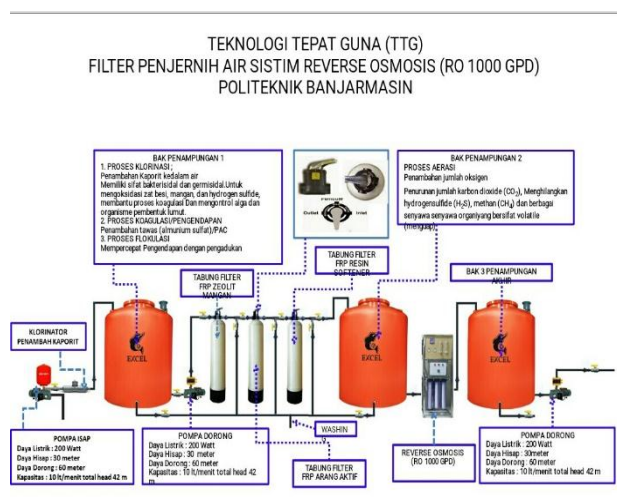 TEKNOLOGI TEPAT GUNA (TTG)
FILTER PENJERNIH AIR SISTIM REVERSE OSMOSIS (RO 1000 GPD)
POLITEKNIK BANJARMASIN
BAK PENAMPUNGAN 1
1. PROSES KLORINASI ;
Penambahan Kaporit kedalam air
Memiliki sifat bakterisidal dan germisidal.Untuk
mengoksidasi zat besi, mangan, dan hydrogen sulfide,
membantu proses koagulasi Dan Mengontrol alga dan
organisme pembentuk lumut.
2. PROSES KOAGULASI/PENGENDAPAN
Penambahan tawas (almunium sulfat)/PAC
3. PROSES FLOKULASI
Mempercepat Pengendapan dengan pengadukan
Outlet
Inlet
BAK PENAMPUNGAN 2
PROSES AERASI
Penambahan jumlah oksigen
Penurunan jumlah karbon dioxide (CO2), Menghilangkan
hydrogensulfide (H2S), methan (CH4) dan berbagai
senyawa senyawa organiyang bersifat volatile
(menguap).
TABUNG FILTER
FRP ZEOLIT
MANGAN
TABUNG FILTER
FRP RESIN
SOFTENER
BAK 3 PENAMPUNGAN
AKHIR
KLORINATOR
PENAMBAH KAPORIT
EXCEL
EXCEL
EXCEL
POMPA ISAP
Daya Listrik : 200 Watt
Daya Hisap : 30 meter
Daya Dorong : 60 meter
Kapasitas : 10 lt/menit total head 42 m
POMPA DORONG
Daya Listrik : 200 Watt
Daya Hisap : 30 meter
Daya Dorong : 60 meter
Kapasitas : 10 lt/menit total head 42
m
WASHIN
TABUNG FILTER
FRP ARANG AKTIF
REVERSE OSMOSIS
(RO 1000 GPD)
POMPA DORONG
Daya Listrik : 200 Watt
Daya Hisap : 30meter
Daya Dorong : 60 meter
Kapasitas : 10 lt/menit total head 42 m